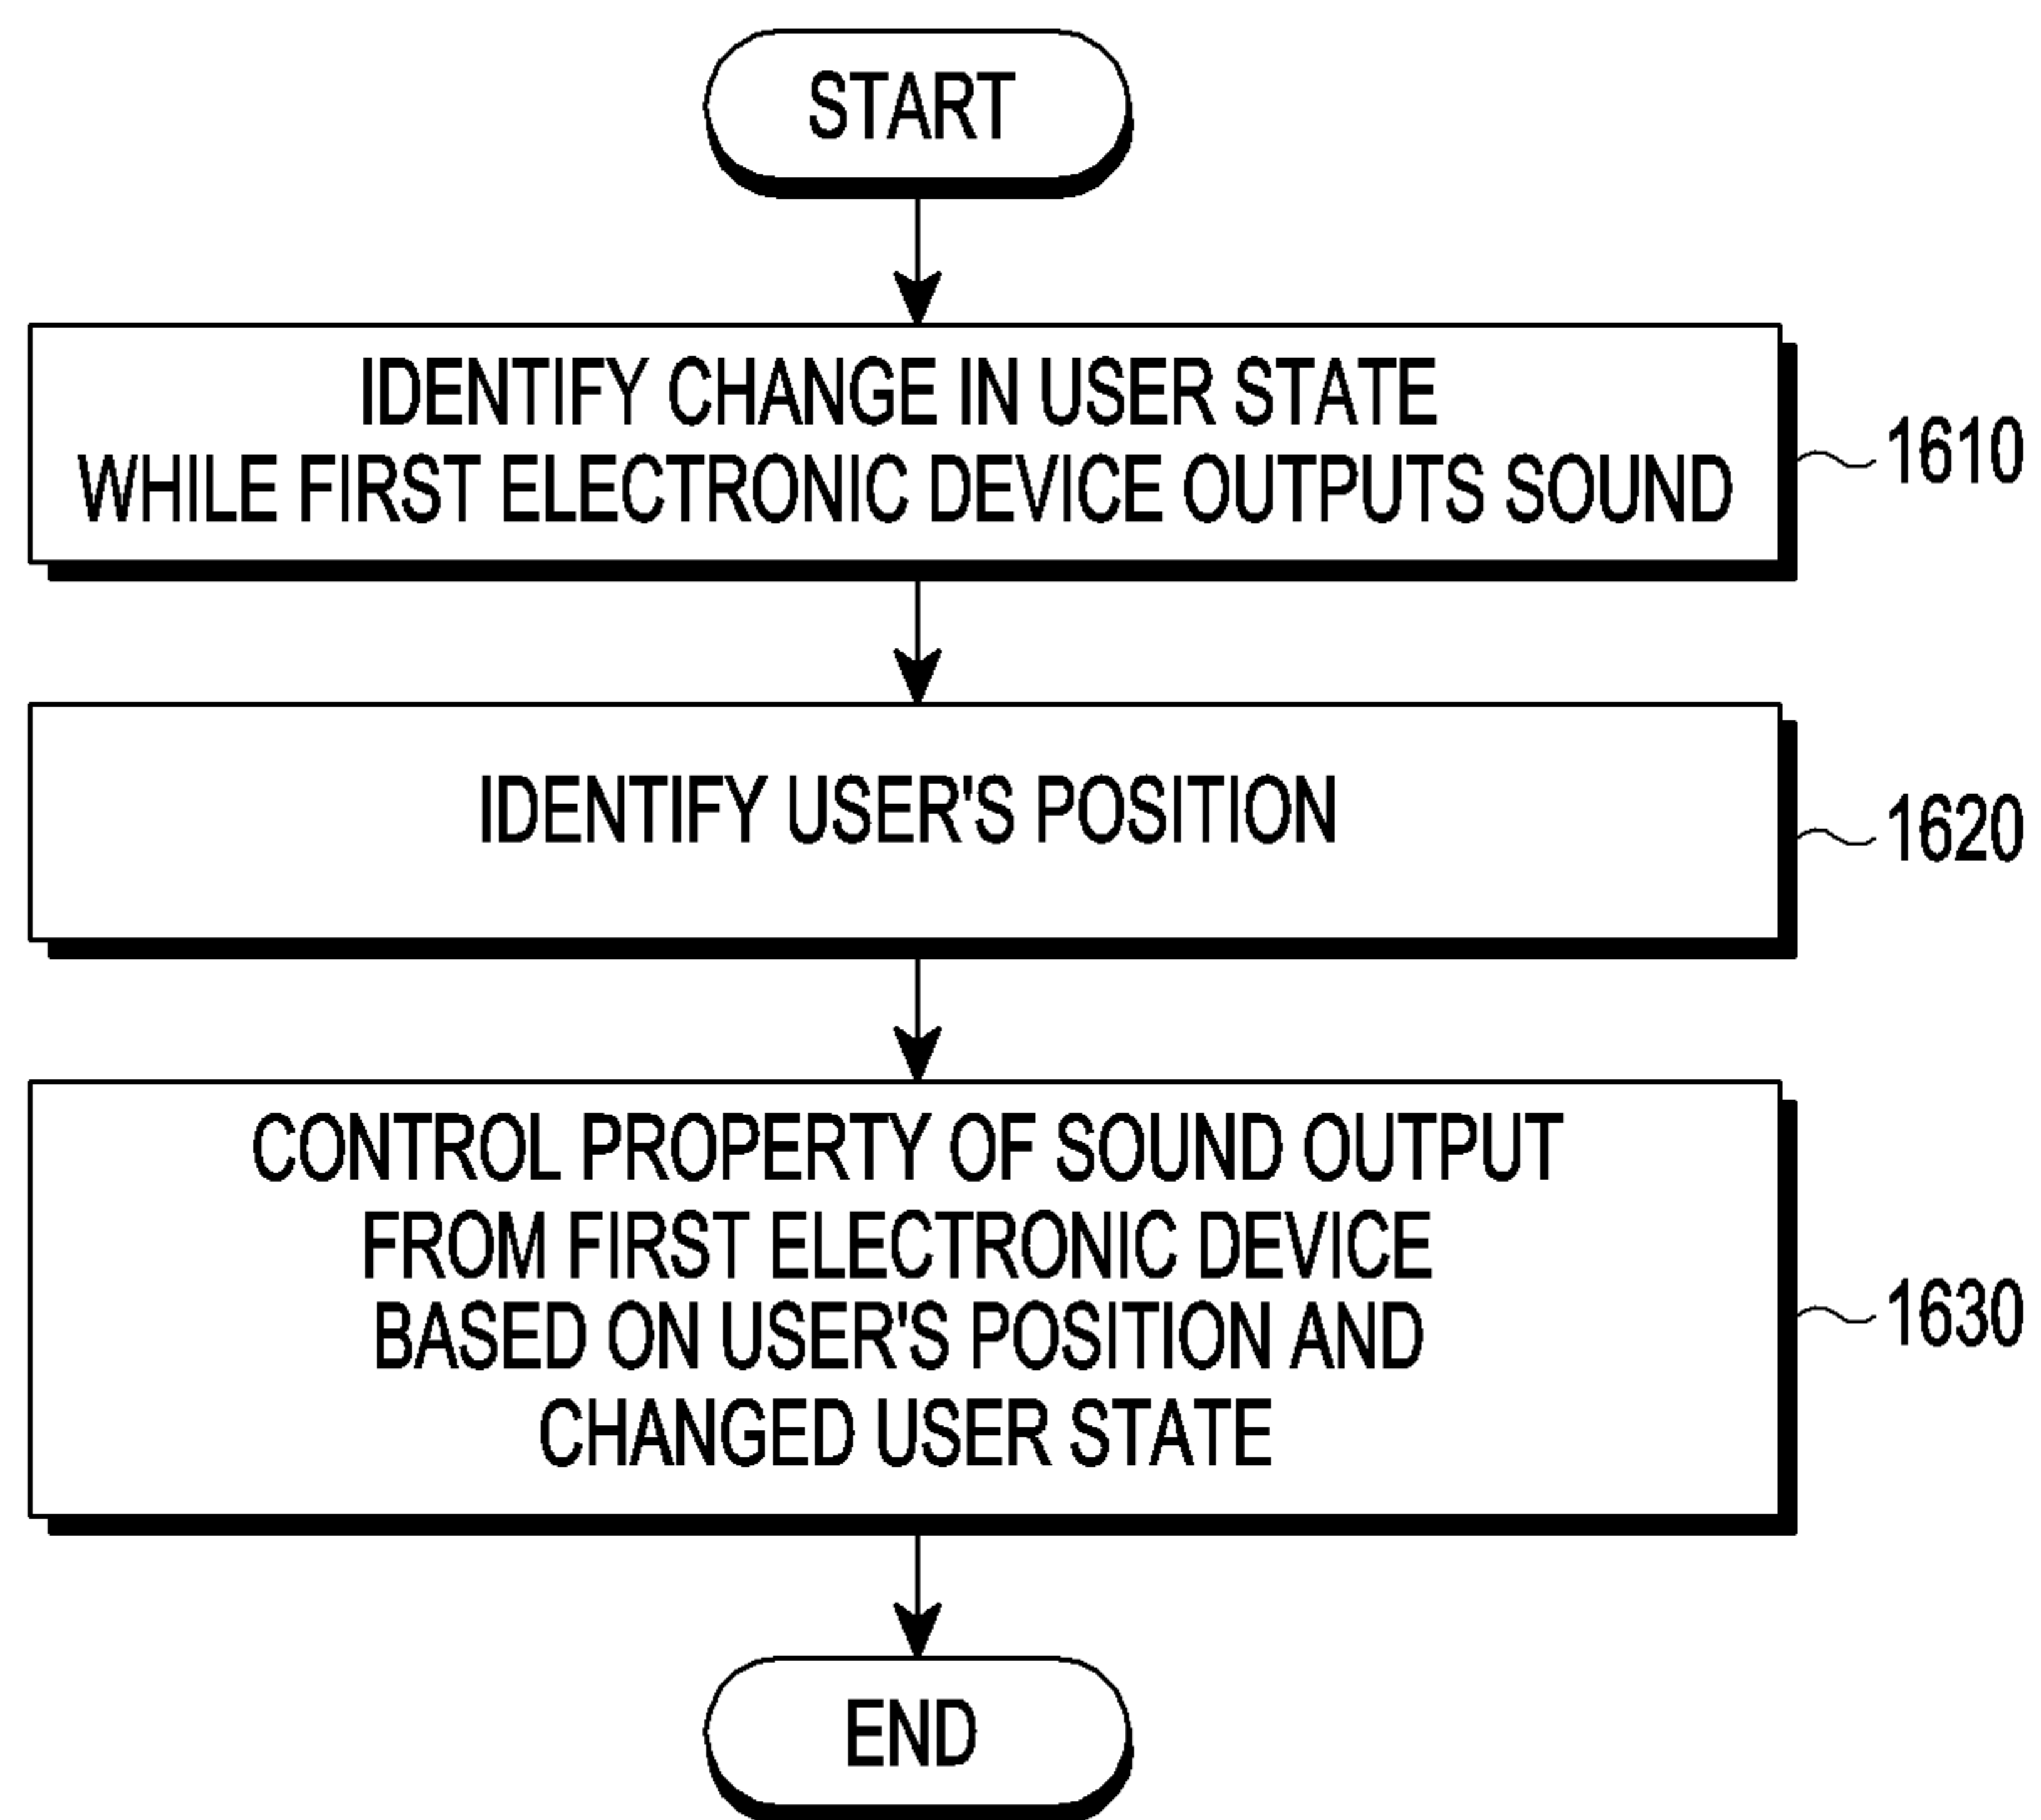 START
IDENTIFY CHANGE IN USER STATE
WHILE FIRST ELECTRONIC DEVICE OUTPUTS SOUND
1610
IDENTIFY USER'S POSITION
1620
CONTROL PROPERTY OF SOUND OUTPUT
FROM FIRST ELECTRONIC DEVICE
BASED ON USER'S POSITION AND
CHANGED USER STATE
1630
END